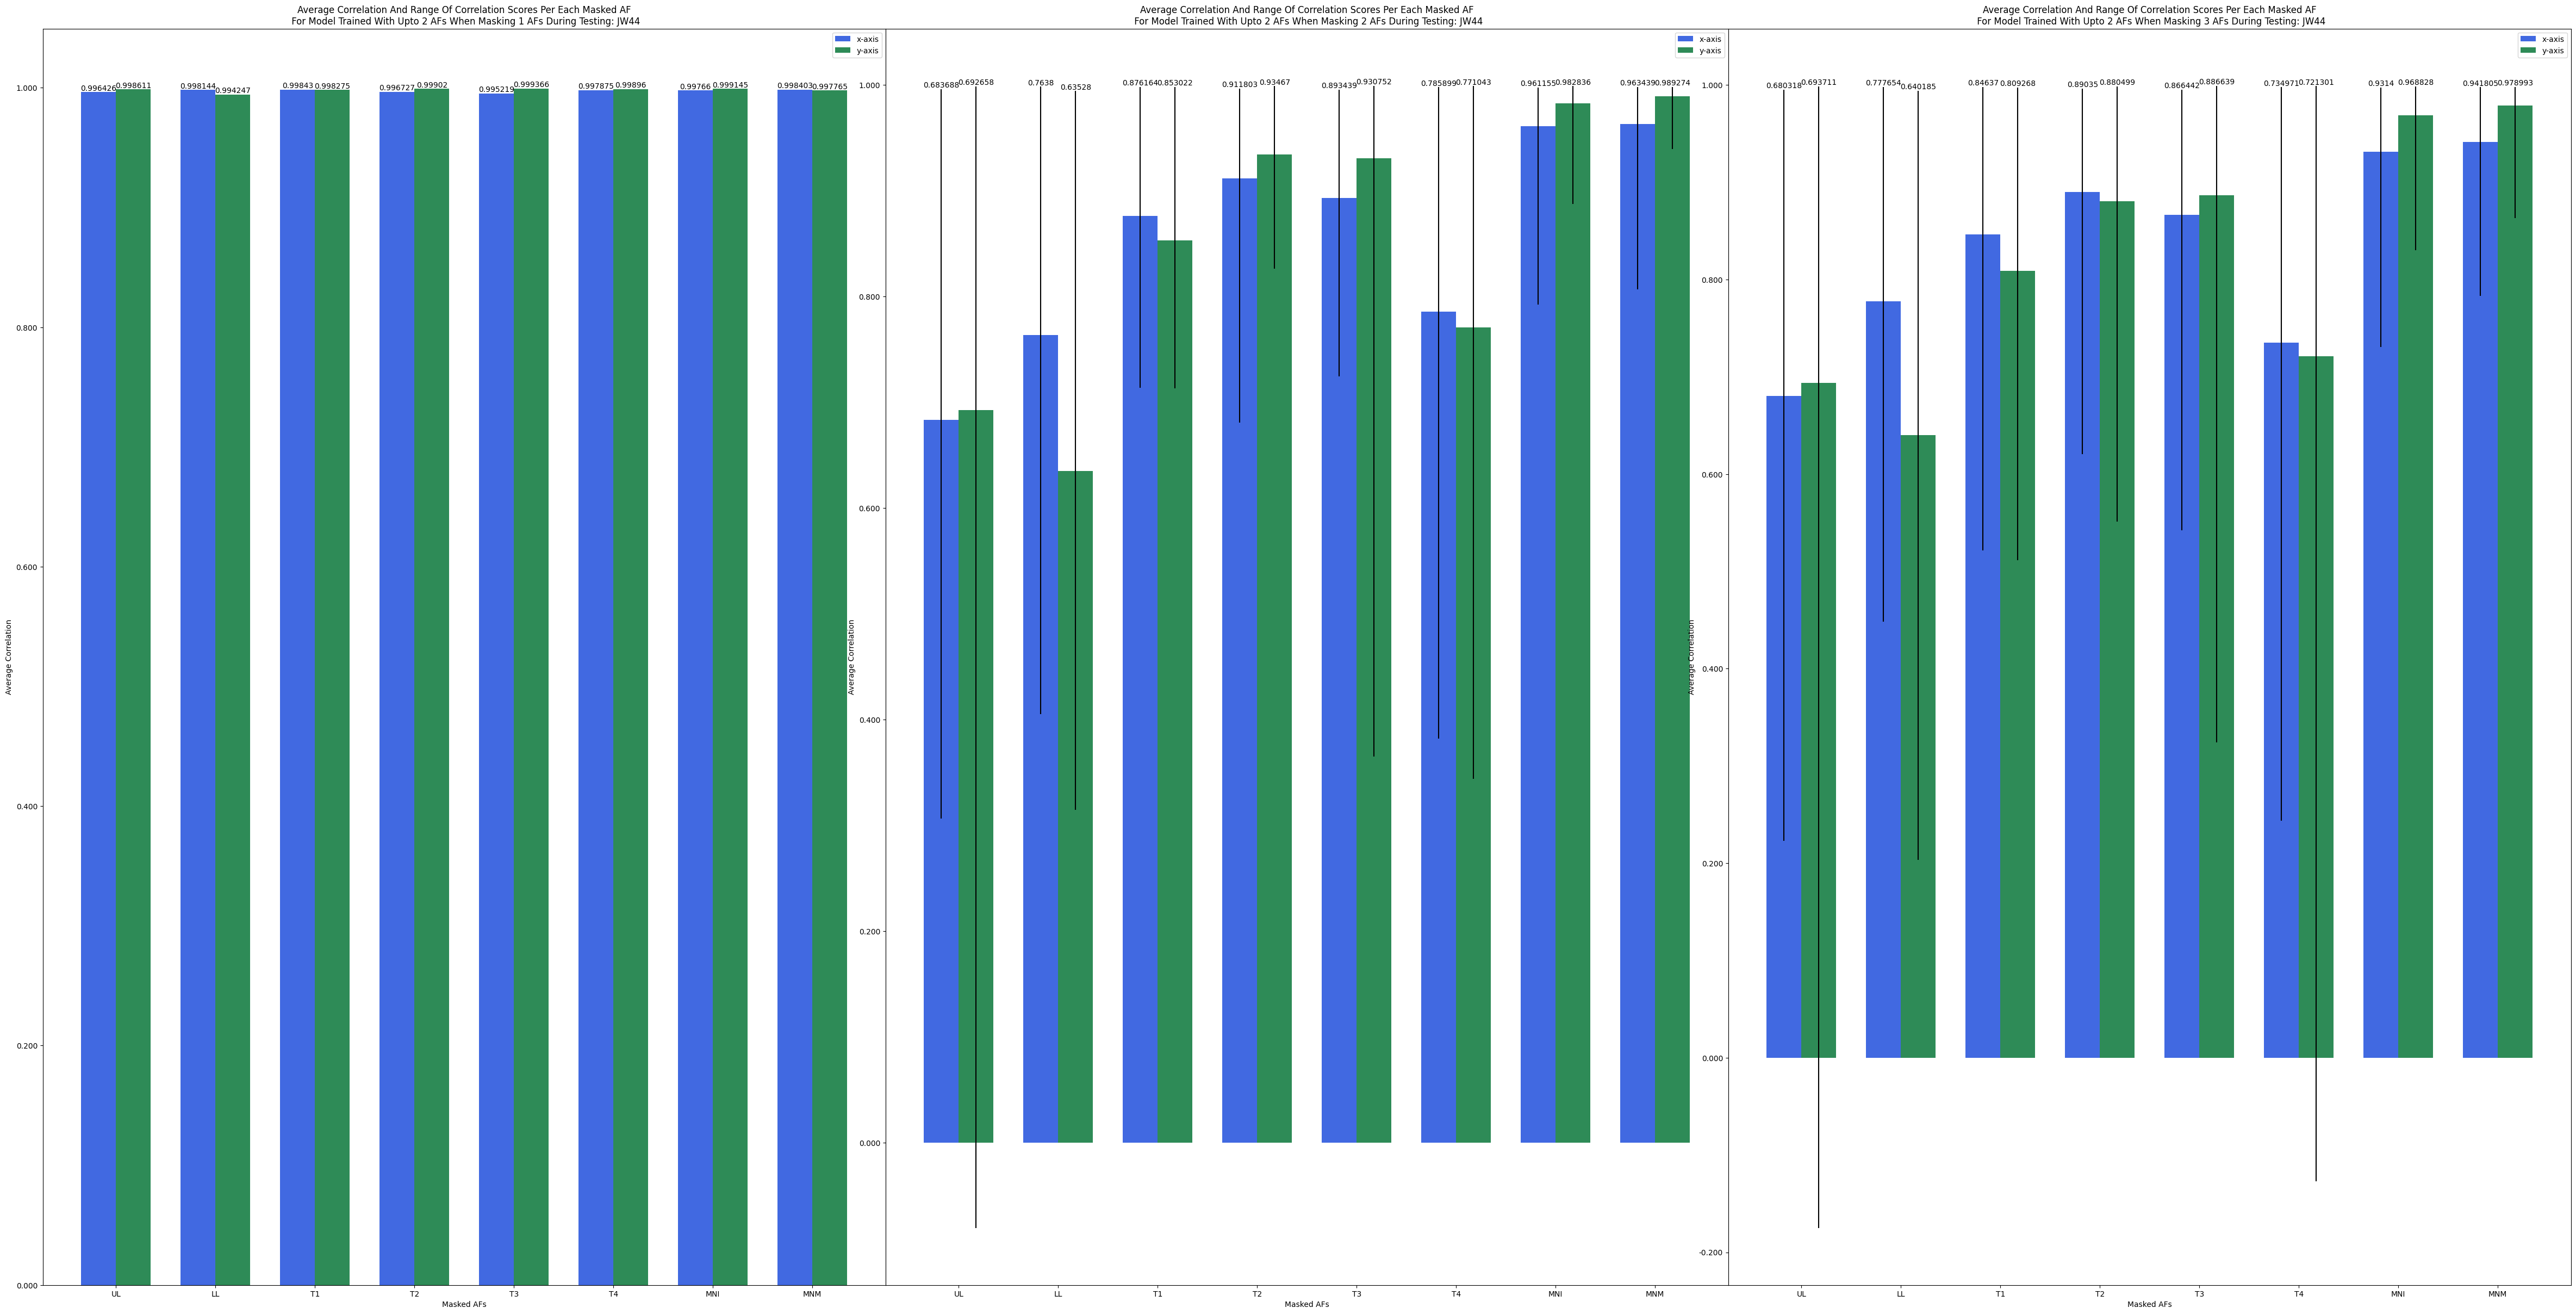 Average Correlation And Range Of Correlation Scores Per Each Masked AF
For Model Trained With Upto 2 AFs When Masking 1 AFs During Testing: JW44
x-axis
y-axis
0.996426 0.998611 0.998144 0.994247 0.99843 0.998275 0.996727 0.99902 0.995219 0.999366 0.997875 0.99896 0.99766 0.999145 0.998403 0.997765
1.000
0.800
0.600
0.400
0.200
0.000
Average Correlation
UL LL T1 T2 T3 T4 MNI MNM
Masked AFs
Average Correlation And Range Of Correlation Scores Per Each Masked AF
For Model Trained With Upto 2 AFs When Masking 2 AFs During Testing: JW44
x-axis
y-axis
0.683688 0.692658 0.7638 0.63528 0.876164 0.853022 0.911803 0.93467 0.893439 0.930752 0.785899 0.771043 0.961155 0.982836 0.963439 0.989274
1.000
0.800
0.600
0.400
0.200
0.000
Average Correlation
UL LL T1 T2 T3 T4 MNI MNM
Masked AFs
Average Correlation And Range Of Correlation Scores Per Each Masked AF
For Model Trained With Upto 2 AFs When Masking 3 AFs During Testing: JW44
x-axis
y-axis
0.680318 0.693711 0.777654 0.640185 0.84637 0.809268 0.89035 0.880499 0.866442 0.886639 0.734971 0.721301 0.9314 0.968828 0.941805 0.978993
1.000
0.800
0.600
0.400
0.200
0.000
-0.200
Average Correlation
UL LL T1 T2 T3 T4 MNI MNM
Masked AFs